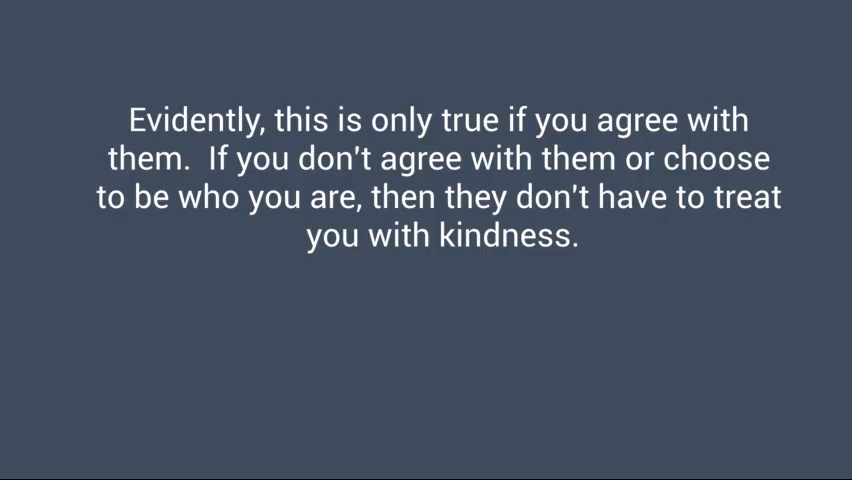 Evidently, this is only true if you agree with
them.  If you don't agree with them or choose
to be who you are, then they don't have to treat
you with kindness.